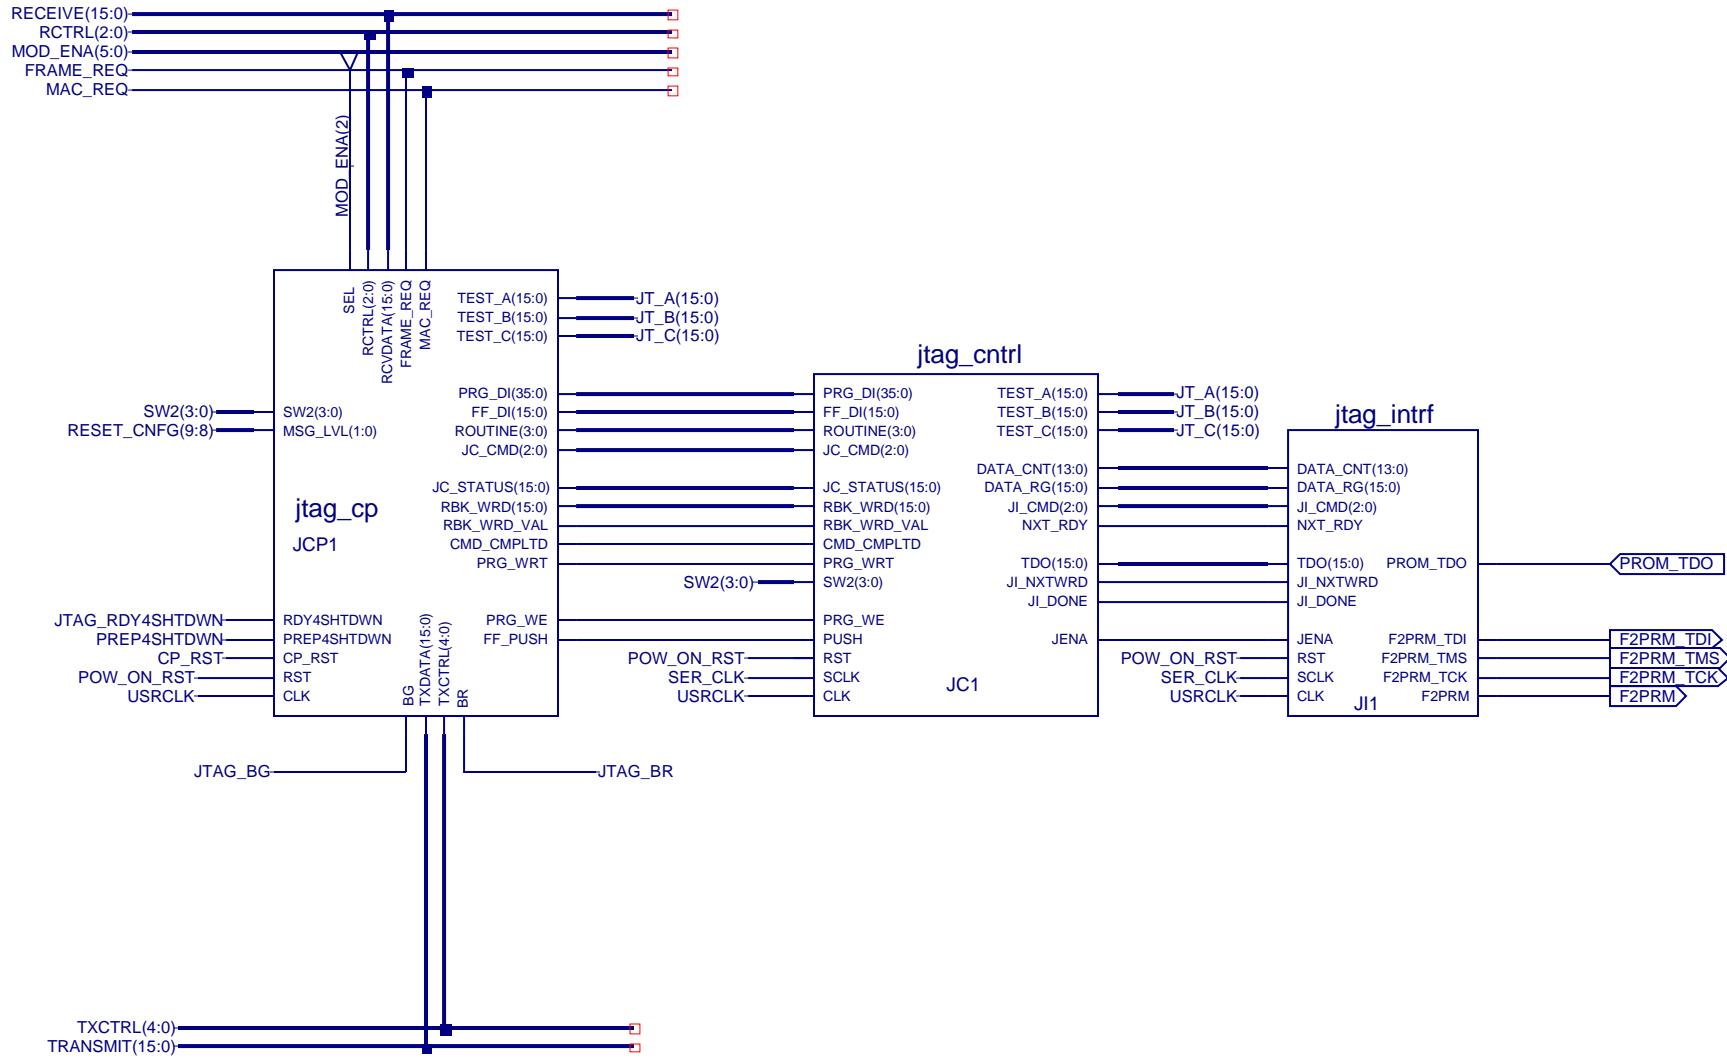 RECEIVE(15:0)
RCTRL(2:0)
MOD_ENA(5:0)
FRAME_REQ
MAC_REQ
MOD_ENA(2)
SEL
RCTRL(2:0)
RCVDATA(15:0)
FRAME_REQ
MAC_REQ
TEST_A(15:0) JT_A(15:0)
TEST_B(15:0) JT_B(15:0)
TEST_C(15:0) JT_C(15:0)
SW2(3:0) SW2(3:0)
RESET_CNFG(9:8) MSG_LVL(1:0)
jtag_cp
JCP1
PRG_DI(35:0)
FF_DI(15:0)
ROUTINE(3:0)
JC_CMD(2:0)
JC_STATUS(15:0)
RBK_WRD(15:0)
RBK_WRD_VAL
CMD_CMPLTD
PRG_WRT
PRG_WE
FF_PUSH
JTAG_RDY4SHTDWN RDY4SHTDWN
PREP4SHTDWN PREP4SHTDWN
CP_RST CP_RST
POW_ON_RST RST
USRCLK CLK
BG
TXDATA(15:0)
TXCTRL(4:0)
BR
JTAG_BG
JTAG_BR
jtag_cntrl
PRG_DI(35:0)
FF_DI(15:0)
ROUTINE(3:0)
JC_CMD(2:0)
JC_STATUS(15:0)
RBK_WRD(15:0)
RBK_WRD_VAL
CMD_CMPLTD
PRG_WRT
SW2(3:0) SW2(3:0)
PRG_WE
PUSH
POW_ON_RST RST
SER_CLK SCLK
USRCLK CLK
JC1
TEST_A(15:0) JT_A(15:0)
TEST_B(15:0) JT_B(15:0)
TEST_C(15:0) JT_C(15:0)
DATA_CNT(13:0)
DATA_RG(15:0)
JI_CMD(2:0)
NXT_RDY
TDO(15:0)
JI_NXTWRD
JI_DONE
JENA
jtag_intrf
DATA_CNT(13:0)
DATA_RG(15:0)
JI_CMD(2:0)
NXT_RDY
TDO(15:0)
JI_NXTWRD
JI_DONE
JENA
POW_ON_RST RST
SER_CLK SCLK
USRCLK CLK
JI1
PROM_TDO PROM_TDO
F2PRM_TDI F2PRM_TDI
F2PRM_TMS F2PRM_TMS
F2PRM_TCK F2PRM_TCK
F2PRM F2PRM
TXCTRL(4:0)
TRANSMIT(15:0)